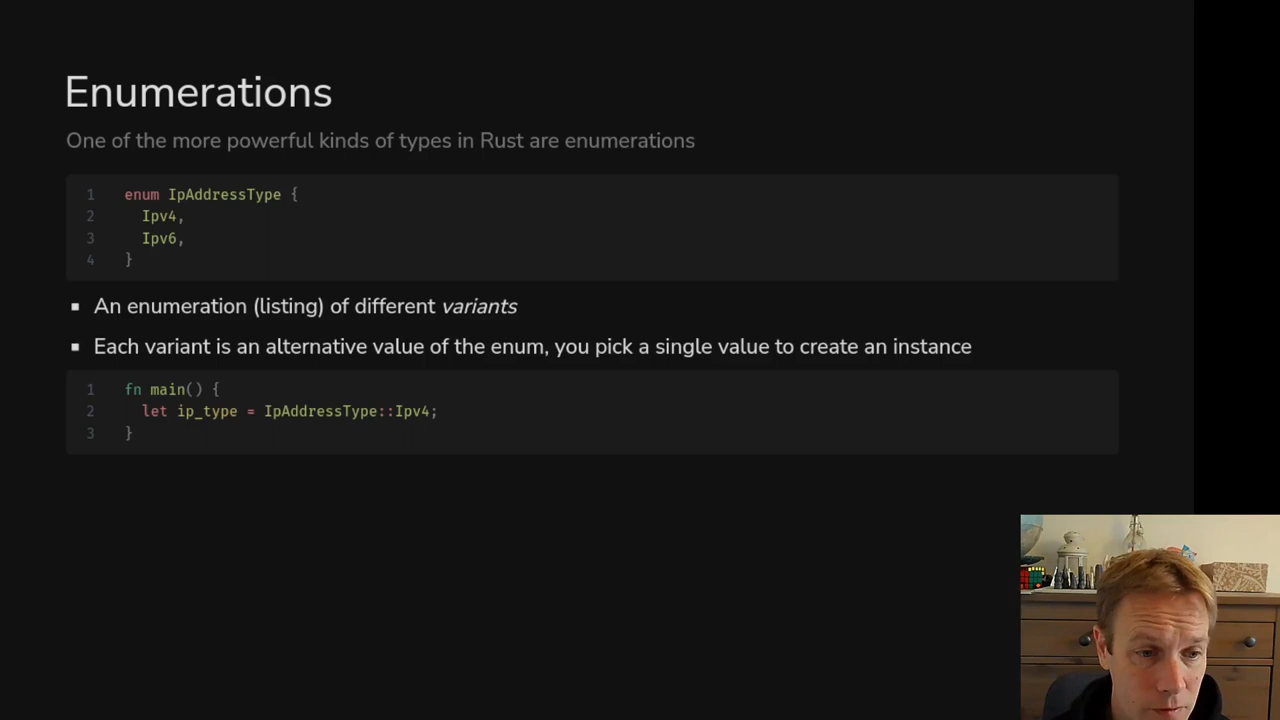 Enumerations
One of the more powerful kinds of types in Rust are enumerations
1 enum IpAddressType {
2 Ipv4,
3 Ipv6,
4 }
▪ An enumeration (listing) of different variants
▪ Each variant is an alternative value of the enum, you pick a single value to create an instance
1 fn main() {
2 let ip_type = IpAddressType::Ipv4;
3 }